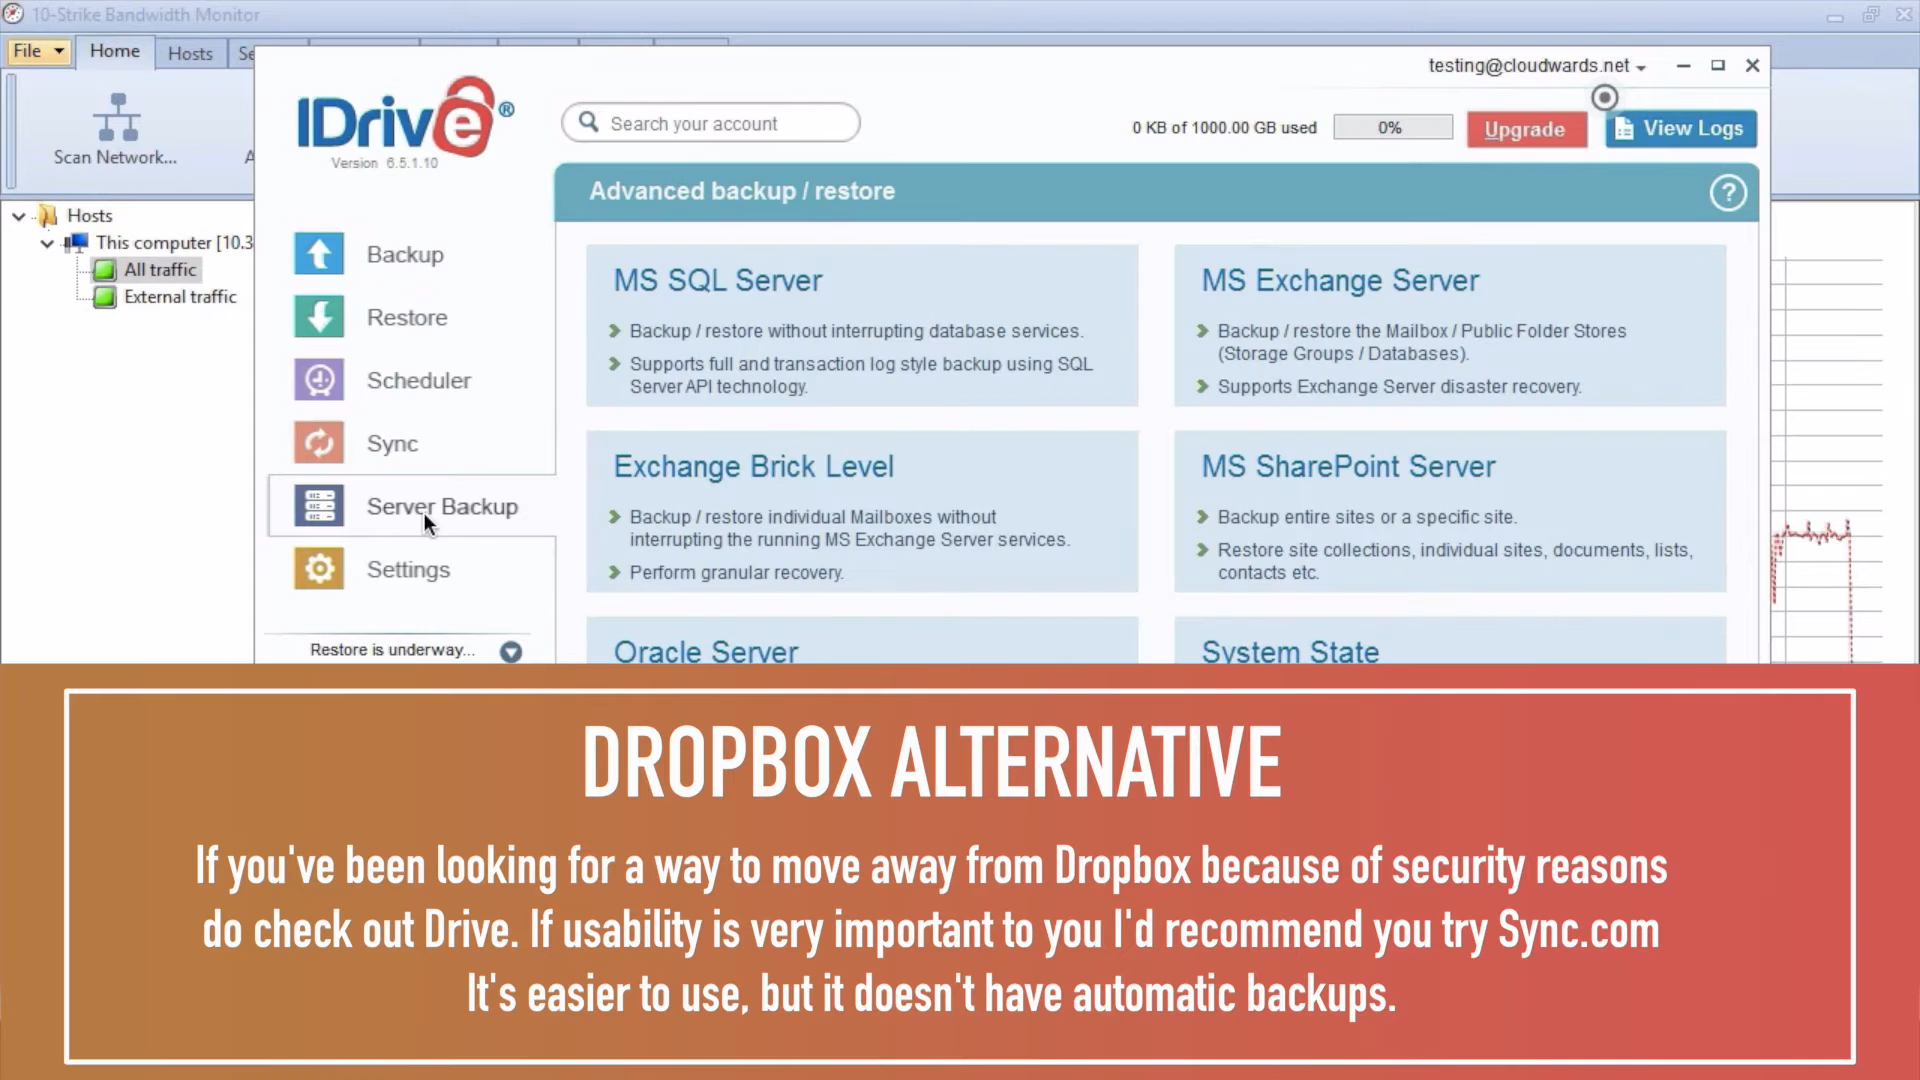 10-Strike Bandwidth Monitor
File
Home
Hosts
Scan Network...
Hosts
This computer [10.3
All traffic
External traffic
testing@cloudwards.net
IDrive®
Version 6.5.1.10
Search your account
0 KB of 1000.00 GB used
0%
Upgrade
View Logs
Advanced backup / restore
?
Backup
Restore
Scheduler
Sync
Server Backup
Settings
Restore is underway...
MS SQL Server
Backup / restore without interrupting database services.
Supports full and transaction log style backup using SQL
Server API technology.
MS Exchange Server
Backup / restore the Mailbox / Public Folder Stores
(Storage Groups / Databases).
Supports Exchange Server disaster recovery.
Exchange Brick Level
Backup / restore individual Mailboxes without
interrupting the running MS Exchange Server services.
Perform granular recovery.
MS SharePoint Server
Backup entire sites or a specific site.
Restore site collections, individual sites, documents, lists,
contacts etc.
Oracle Server
System State
DROPBOX ALTERNATIVE
If you've been looking for a way to move away from Dropbox because of security reasons
do check out Drive. If usability is very important to you I'd recommend you try Sync.com
It's easier to use, but it doesn't have automatic backups.